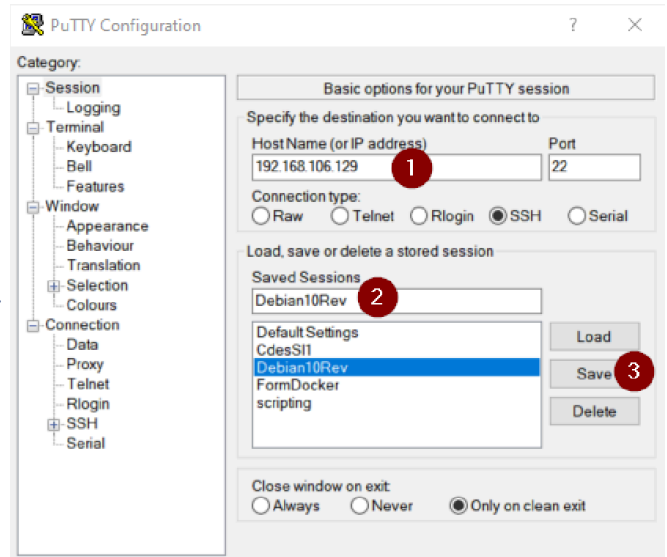 PuTTY Configuration
?
Category:
Session
Logging
Terminal
Keyboard
Bell
Features
Window
Appearance
Behaviour
Translation
Selection
Colours
Connection
Data
Proxy
Telnet
Rlogin
SSH
Serial
Basic options for your PuTTY session
Specify the destination you want to connect to
Host Name (or IP address) Port
192.168.106.129 22
1
Connection type:
Raw Telnet Rlogin SSH Serial
Load, save or delete a stored session
Saved Sessions
Debian10Rev
2
Default Settings
CdesSI1
Debian10Rev
FormDocker
scripting
Load
Save
3
Delete
Close window on exit:
Always Never Only on clean exit